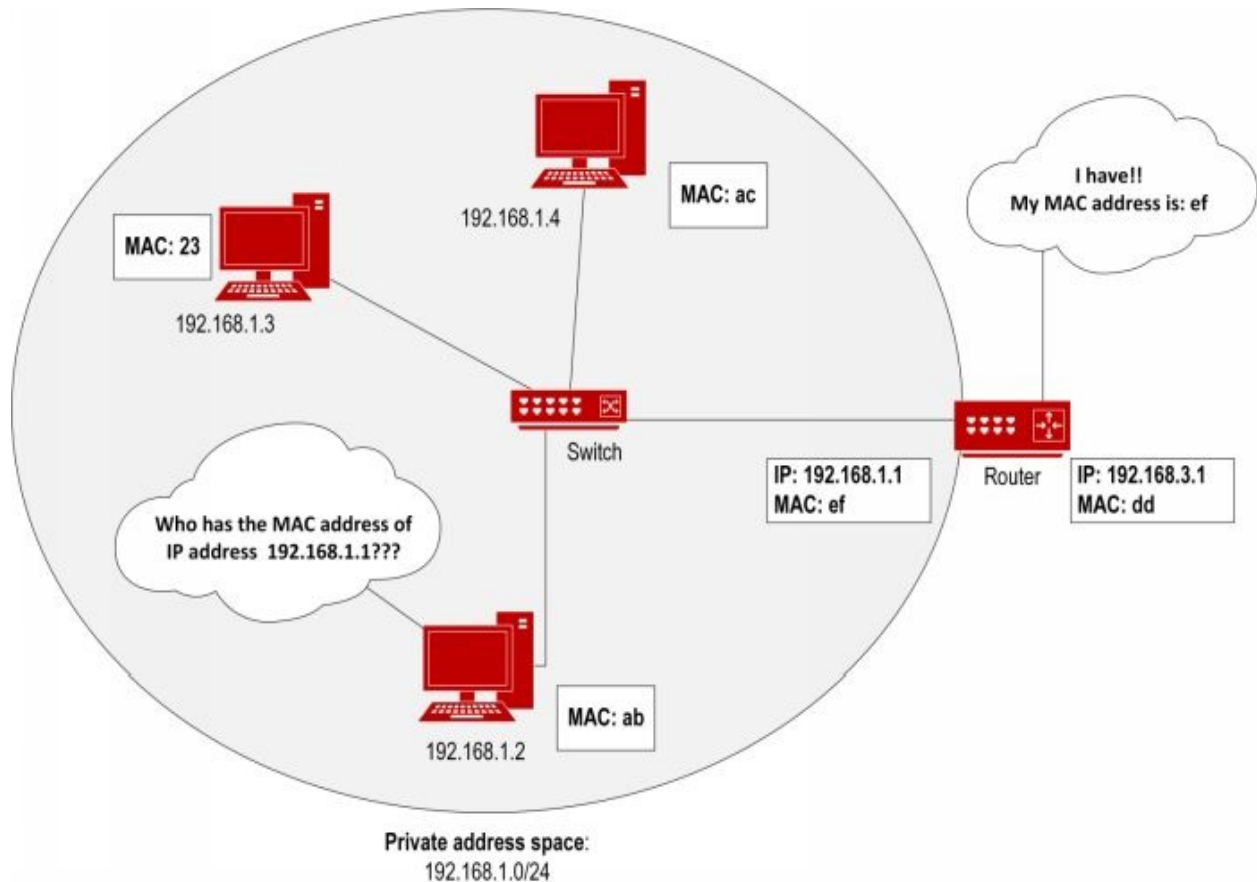 MAC: ac
192.168.1.4
I have!!
My MAC address is: ef
MAC: 23
192.168.1.3
Switch
IP: 192.168.1.1
MAC: ef
Router
IP: 192.168.3.1
MAC: dd
Who has the MAC address of
IP address 192.168.1.1???
MAC: ab
192.168.1.2
Private address space:
192.168.1.0/24